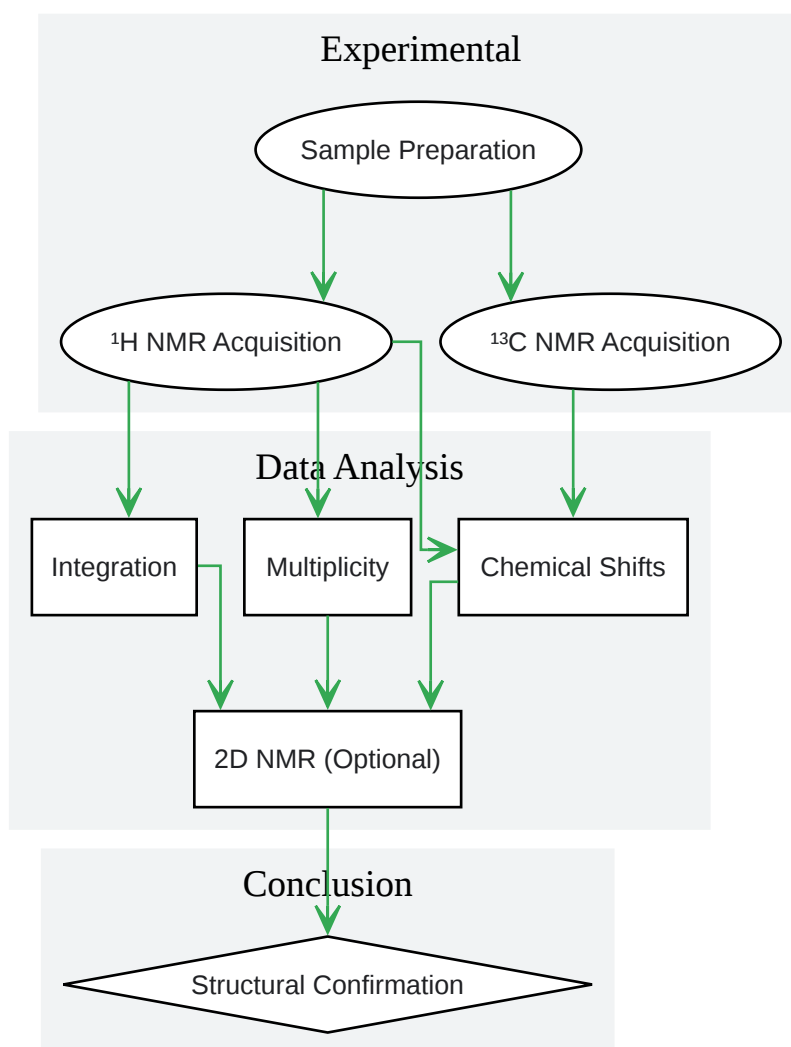 Experimental
Sample Preparation
¹H NMR Acquisition
¹³C NMR Acquisition
Data Analysis
Integration
Multiplicity
Chemical Shifts
2D NMR (Optional)
Conclusion
Structural Confirmation